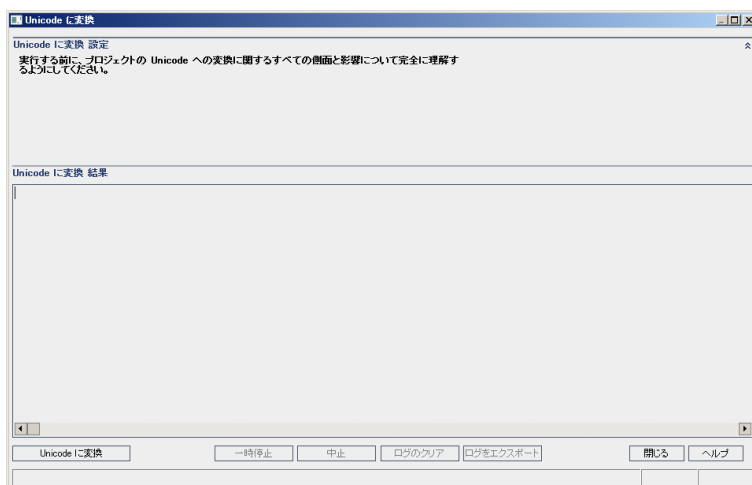 Unicode に変換
Unicode に変換 設定
実行する前に、プロジェクトの Unicode への変換に関するすべての側面と影響について完全に理解す
るようにしてください。
Unicode に変換 結果
Unicode に変換 一時停止 中止 ログのクリア ログをエクスポート 閉じる ヘルプ